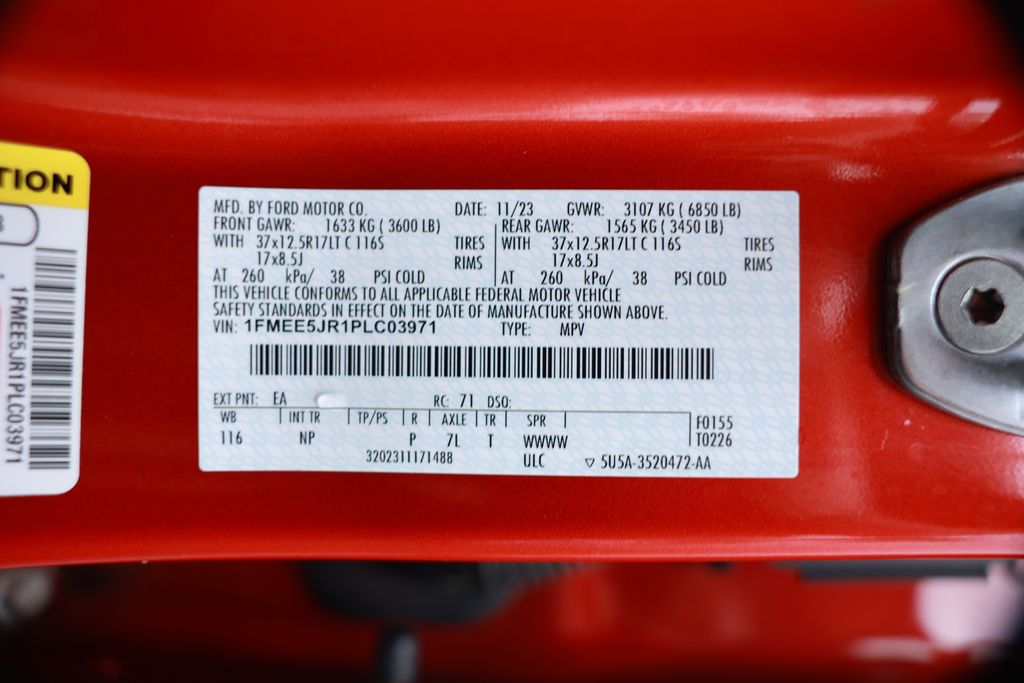 TION
8
1FMEE5JR1PLC03971
MFD. BY FORD MOTOR CO. DATE: 11/23 GVWR: 3107 KG ( 6850 LB)
FRONT GAWR: 1633 KG ( 3600 LB) REAR GAWR: 1565 KG ( 3450 LB)
WITH 37x12.5R17LT C 116S TIRES WITH 37x12.5R17LT C 116S TIRES
17x8.5J RIMS 17x8.5J RIMS
AT 260 kPa/ 38 PSI COLD AT 260 kPa/ 38 PSI COLD
THIS VEHICLE CONFORMS TO ALL APPLICABLE FEDERAL MOTOR VEHICLE
SAFETY STANDARDS IN EFFECT ON THE DATE OF MANUFACTURE SHOWN ABOVE.
VIN: 1FMEE5JR1PLC03971 TYPE: MPV
EXT PNT: EA RC: 71 DSO:
WB INT TR TP/PS R AXLE TR SPR F0155
116 NP P 7L T WWWW T0226
3202311171488 ULC ▽ 5U5A-3520472-AA